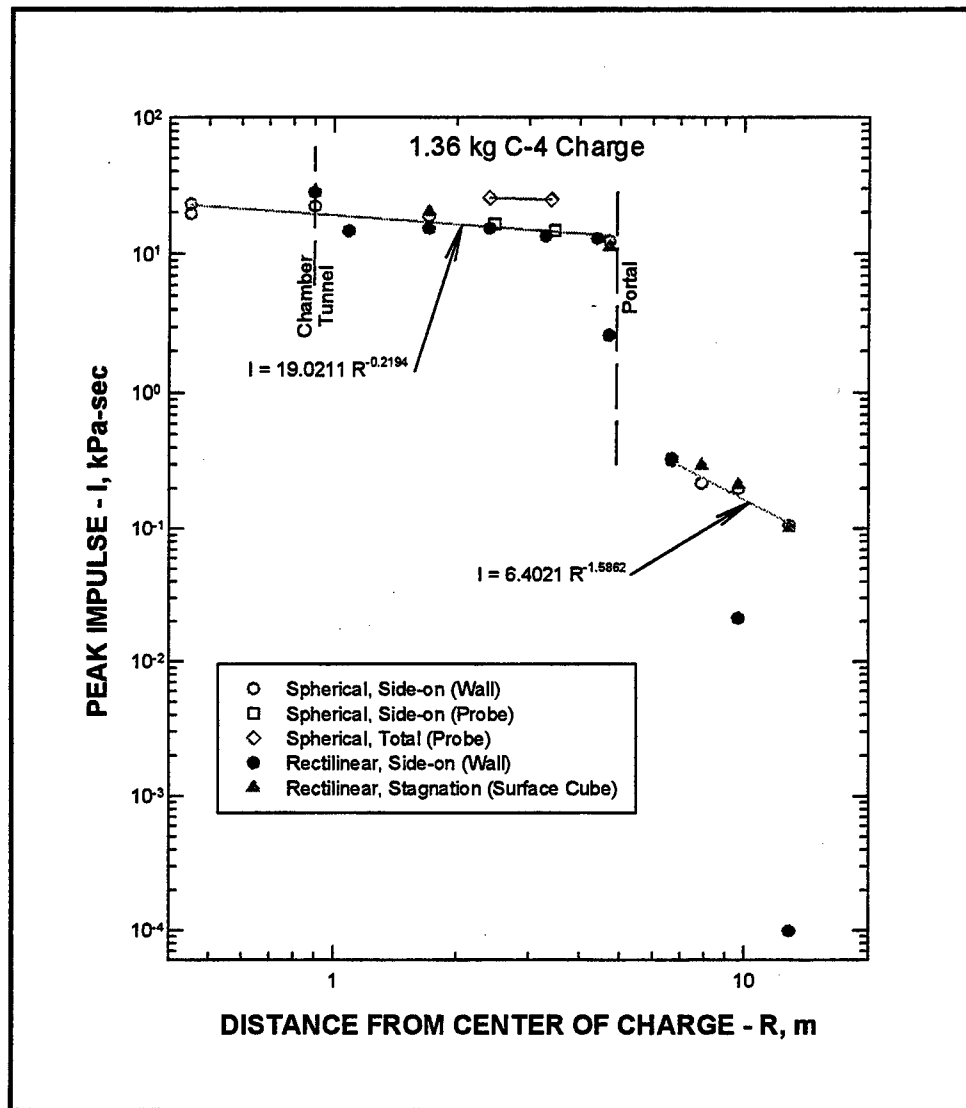 1.36 kg C-4 Charge
10²
10¹
10⁰
10⁻¹
10⁻²
10⁻³
10⁻⁴
PEAK IMPULSE - I, kPa-sec
Chamber
Tunnel
Portal
I = 19.0211 R⁻⁰·²¹⁹⁴
I = 6.4021 R⁻¹·⁵⁸⁶²
Spherical, Side-on (Wall)
Spherical, Side-on (Probe)
Spherical, Total (Probe)
Rectilinear, Side-on (Wall)
Rectilinear, Stagnation (Surface Cube)
1
10
DISTANCE FROM CENTER OF CHARGE - R, m